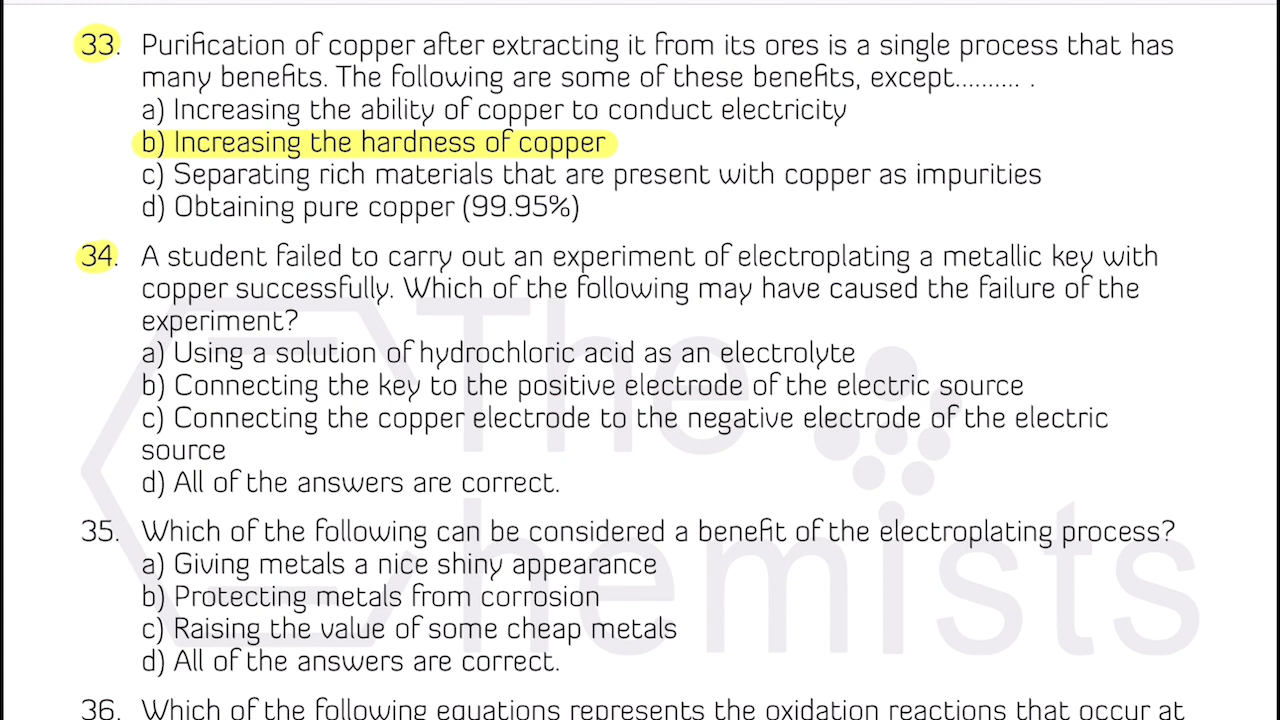 33. Purification of copper after extracting it from its ores is a single process that has
many benefits. The following are some of these benefits, except.......... .
a) Increasing the ability of copper to conduct electricity
b) Increasing the hardness of copper
c) Separating rich materials that are present with copper as impurities
d) Obtaining pure copper (99.95%)
34. A student failed to carry out an experiment of electroplating a metallic key with
copper successfully. Which of the following may have caused the failure of the
experiment?
a) Using a solution of hydrochloric acid as an electrolyte
b) Connecting the key to the positive electrode of the electric source
c) Connecting the copper electrode to the negative electrode of the electric
source
d) All of the answers are correct.
35. Which of the following can be considered a benefit of the electroplating process?
a) Giving metals a nice shiny appearance
b) Protecting metals from corrosion
c) Raising the value of some cheap metals
d) All of the answers are correct.
36. Which of the following equations represents the oxidation reactions that occur at
The
Chemists